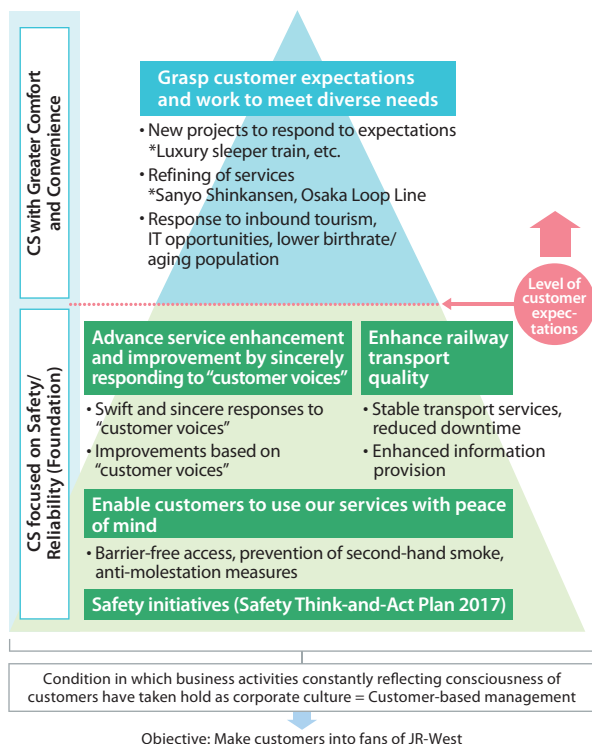 CS with Greater Comfort
and Convenience
Grasp customer expectations
and work to meet diverse needs
• New projects to respond to expectations
*Luxury sleeper train, etc.
• Refining of services
*Sanyo Shinkansen, Osaka Loop Line
• Response to inbound tourism,
IT opportunities, lower birthrate/
aging population
Level of
customer
expec-
tations
CS focused on Safety/
Reliability (Foundation)
Advance service enhancement
and improvement by sincerely
responding to “customer voices”
• Swift and sincere responses to
“customer voices”
• Improvements based on
“customer voices”
Enhance railway
transport
quality
• Stable transport services,
reduced downtime
• Enhanced information
provision
Enable customers to use our services with peace
of mind
• Barrier-free access, prevention of second-hand smoke,
anti-molestation measures
Safety initiatives (Safety Think-and-Act Plan 2017)
Condition in which business activities constantly reflecting consciousness of
customers have taken hold as corporate culture = Customer-based management
Objective: Make customers into fans of JR-West